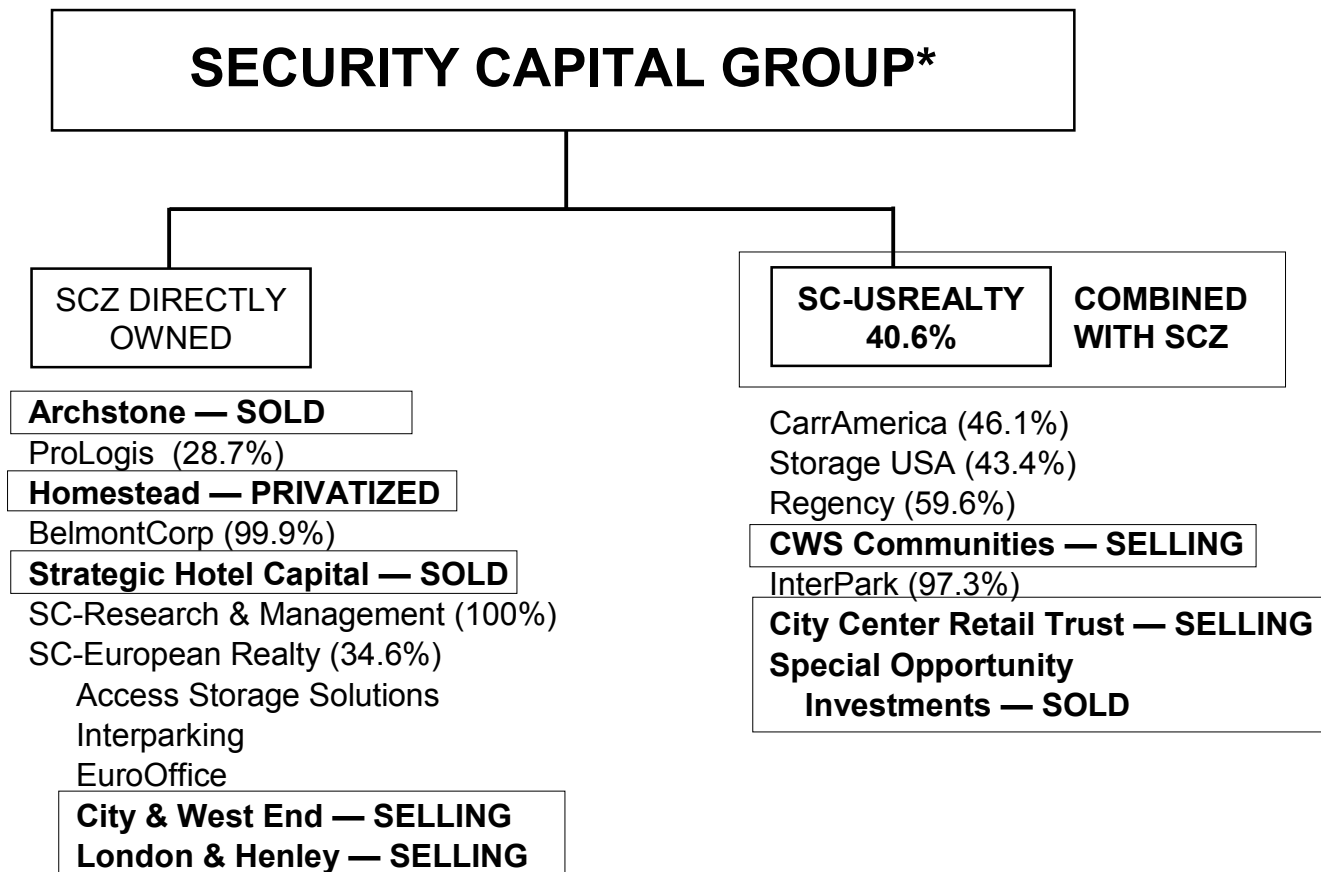 SECURITY CAPITAL GROUP*
SCZ DIRECTLY
OWNED
Archstone — SOLD
ProLogis (28.7%)
Homestead — PRIVATIZED
BelmontCorp (99.9%)
Strategic Hotel Capital — SOLD
SC-Research & Management (100%)
SC-European Realty (34.6%)
Access Storage Solutions
Interparking
EuroOffice
City & West End — SELLING
London & Henley — SELLING
SC-USREALTY
40.6%
COMBINED
WITH SCZ
CarrAmerica (46.1%)
Storage USA (43.4%)
Regency (59.6%)
CWS Communities — SELLING
InterPark (97.3%)
City Center Retail Trust — SELLING
Special Opportunity
Investments — SOLD